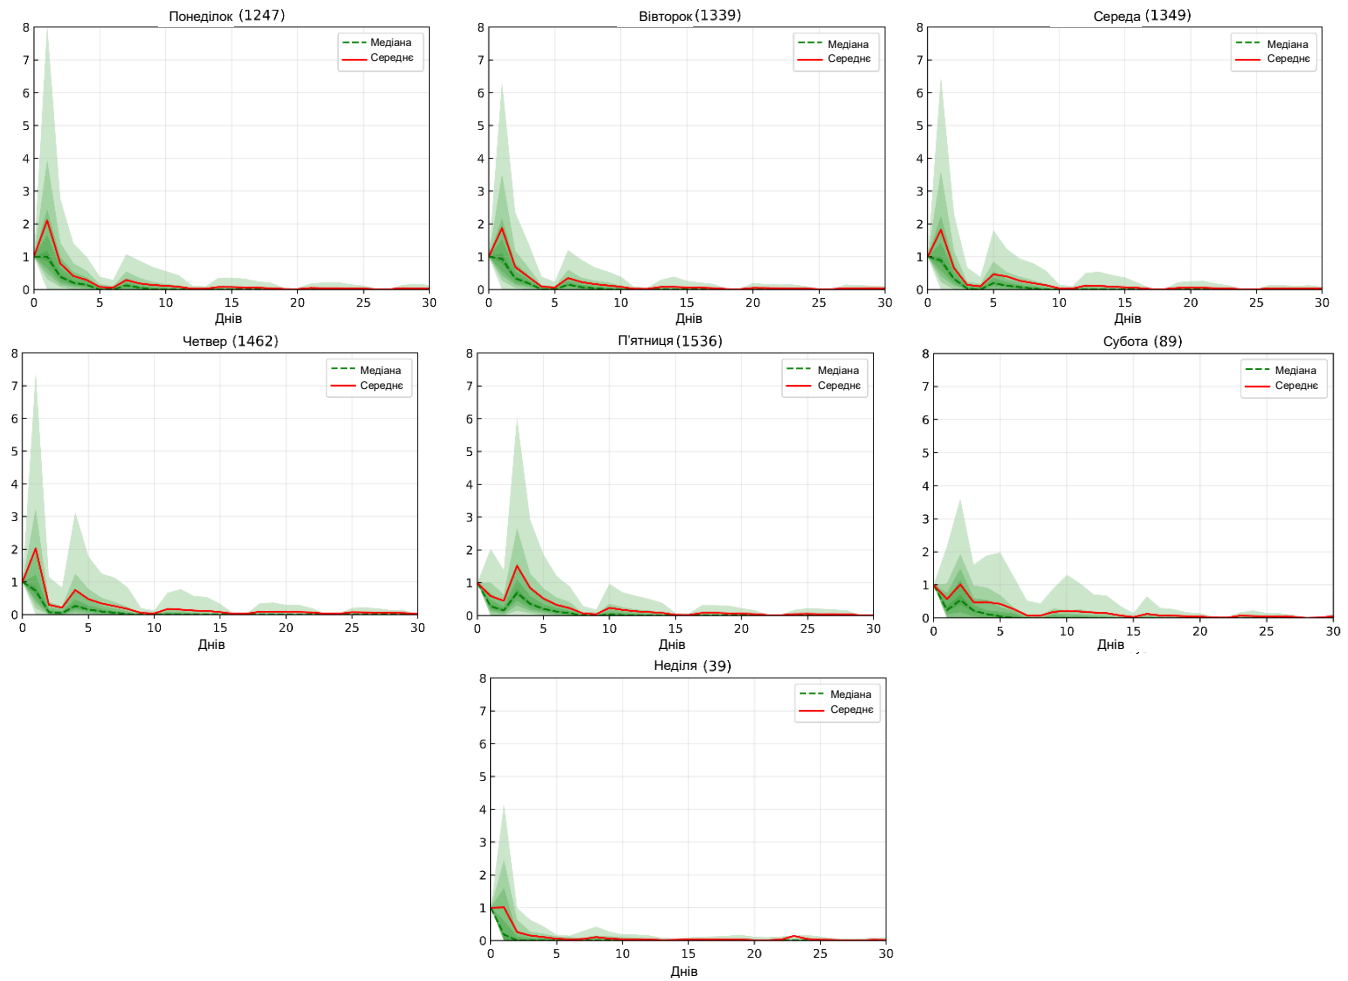 Понеділок (1247)
8
7
6
5
4
3
2
1
0
Медіана
Середнє
0 5 10 15 20 25 30
Днів
Вівторок (1339)
8
7
6
5
4
3
2
1
0
Медіана
Середнє
0 5 10 15 20 25 30
Днів
Середа (1349)
8
7
6
5
4
3
2
1
0
Медіана
Середнє
0 5 10 15 20 25 30
Днів
Четвер (1462)
8
7
6
5
4
3
2
1
0
Медіана
Середнє
0 5 10 15 20 25 30
Днів
П'ятниця (1536)
8
7
6
5
4
3
2
1
0
Медіана
Середнє
0 5 10 15 20 25 30
Днів
Субота (89)
8
7
6
5
4
3
2
1
0
Медіана
Середнє
0 5 10 15 20 25 30
Днів
Неділя (39)
8
7
6
5
4
3
2
1
0
Медіана
Середнє
0 5 10 15 20 25 30
Днів